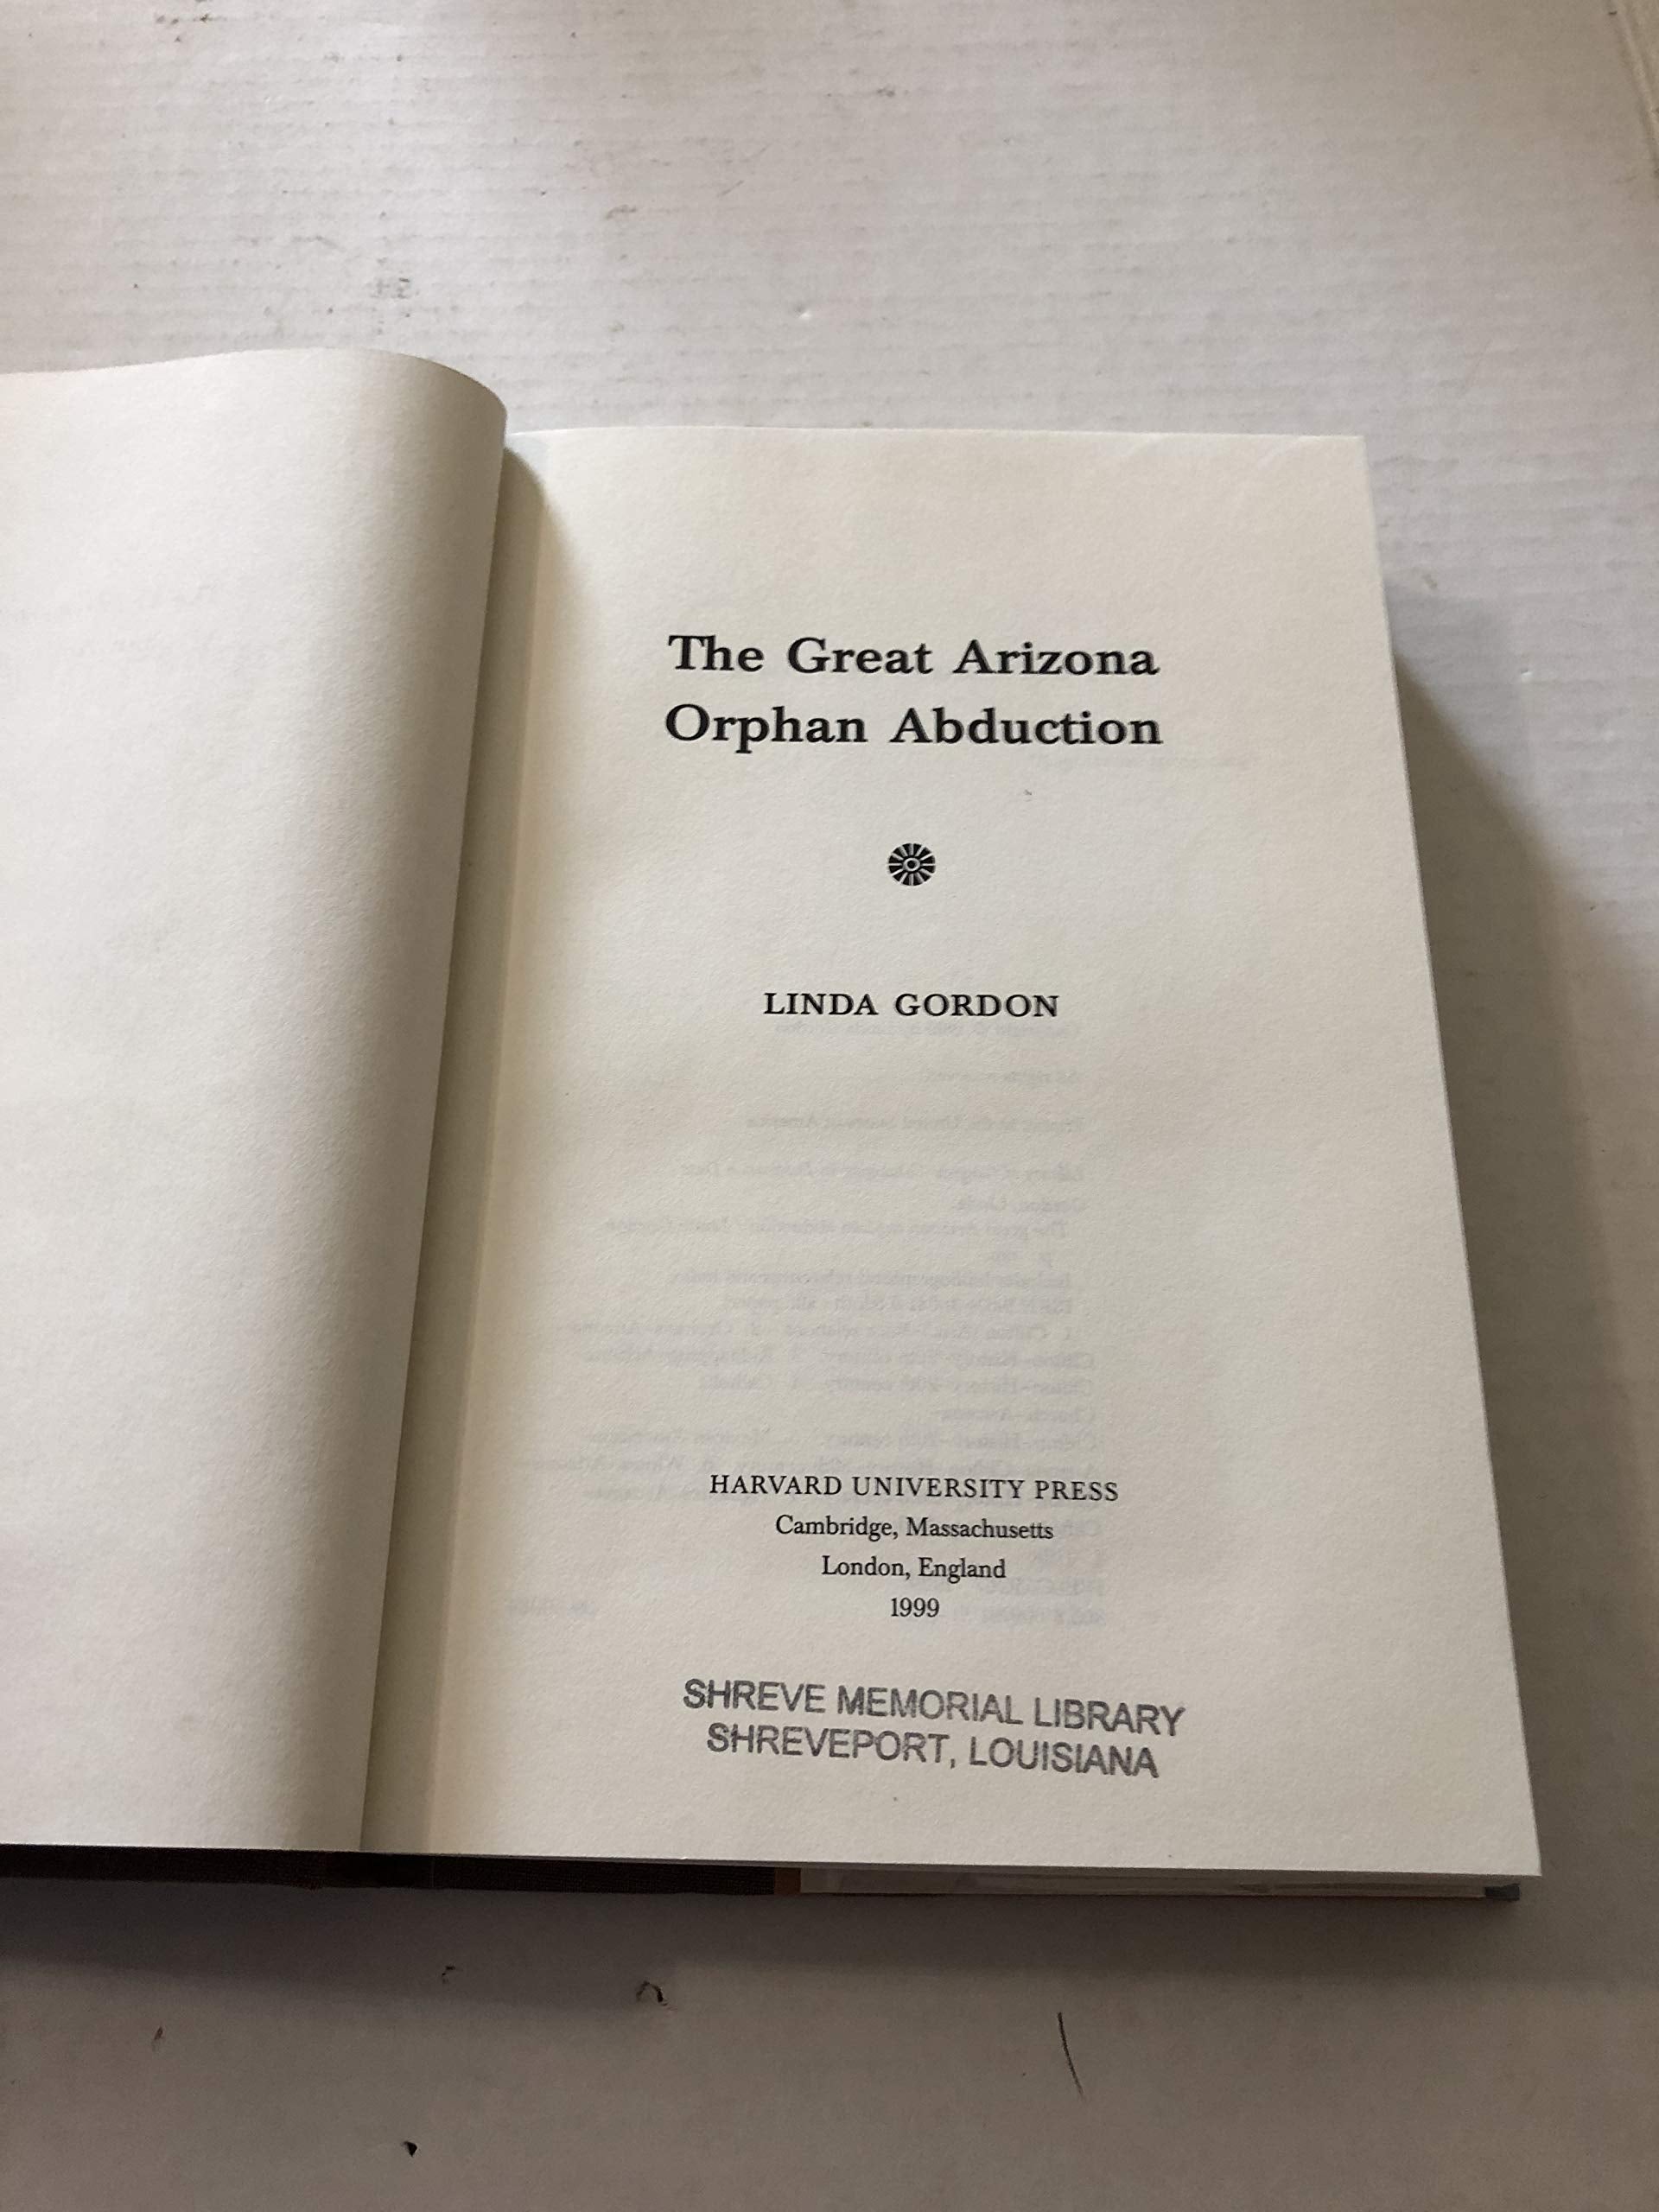 The Great Arizona
Orphan Abduction
LINDA GORDON
HARVARD UNIVERSITY PRESS
Cambridge, Massachusetts
London, England
1999
SHREVE MEMORIAL LIBRARY
SHREVEPORT, LOUISIANA